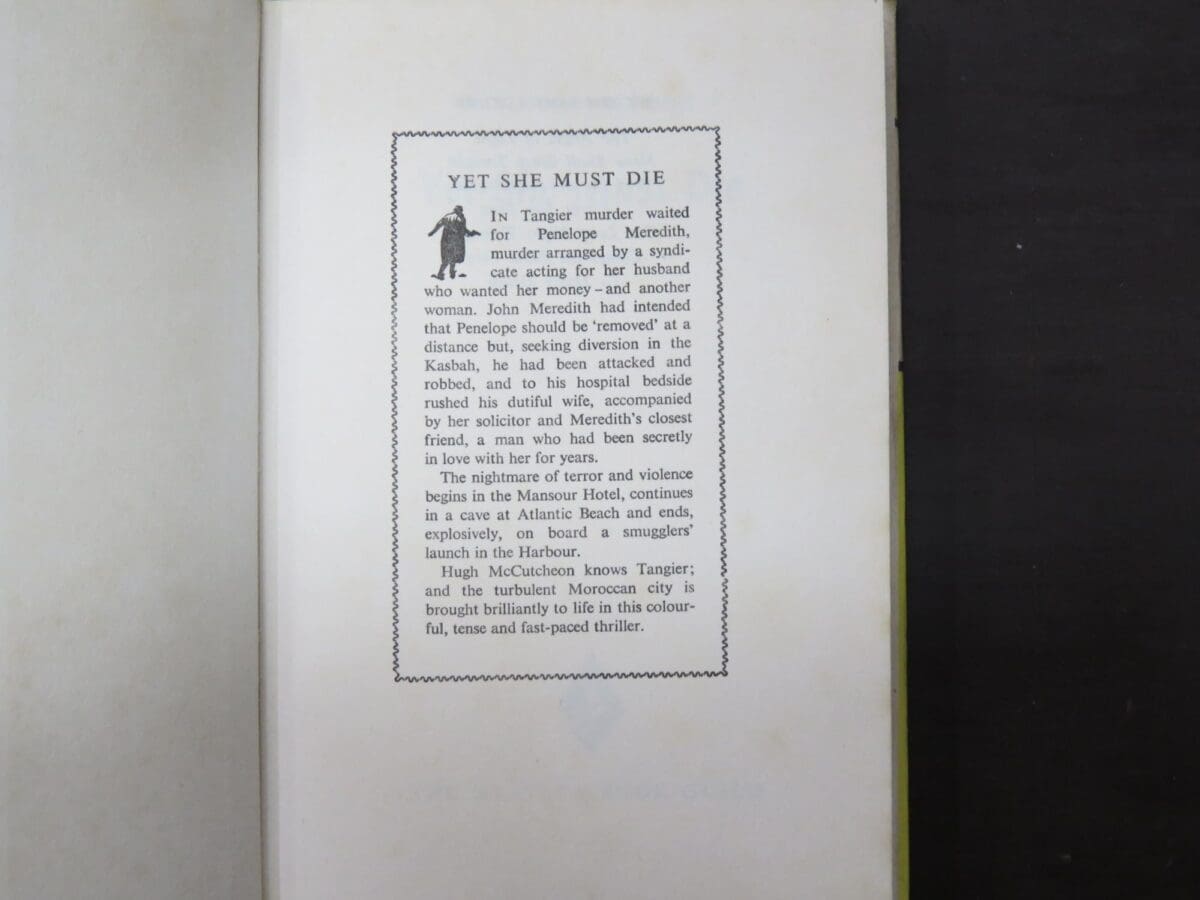 YET SHE MUST DIE
IN Tangier murder waited
for Penelope Meredith,
murder arranged by a syndi-
cate acting for her husband
who wanted her money – and another
woman. John Meredith had intended
that Penelope should be ‘removed’ at a
distance but, seeking diversion in the
Kasbah, he had been attacked and
robbed, and to his hospital bedside
rushed his dutiful wife, accompanied
by her solicitor and Meredith’s closest
friend, a man who had been secretly
in love with her for years.
The nightmare of terror and violence
begins in the Mansour Hotel, continues
in a cave at Atlantic Beach and ends,
explosively, on board a smugglers’
launch in the Harbour.
Hugh McCutcheon knows Tangier;
and the turbulent Moroccan city is
brought brilliantly to life in this colour-
ful, tense and fast-paced thriller.